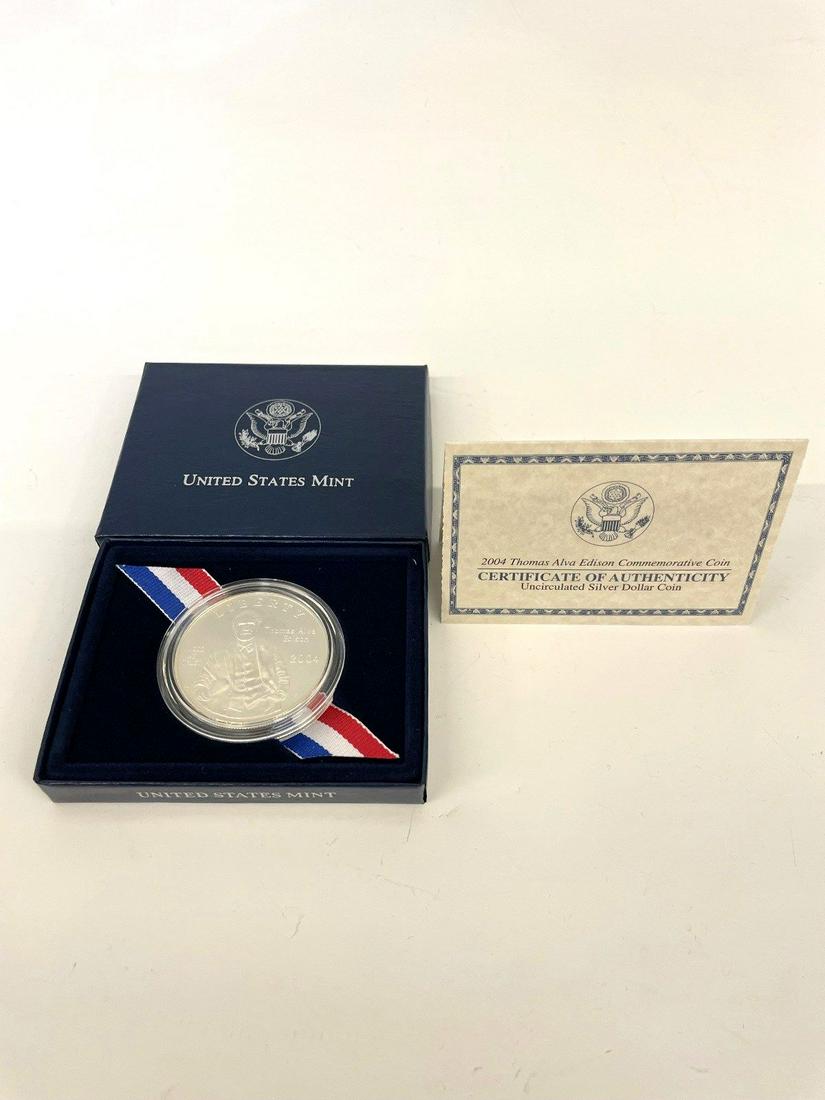 UNITED STATES MINT
LIBERTY
Thomas Alva
Edison
2004
UNITED STATES MINT
2004 Thomas Alva Edison Commemorative Coin
CERTIFICATE OF AUTHENTICITY
Uncirculated Silver Dollar Coin